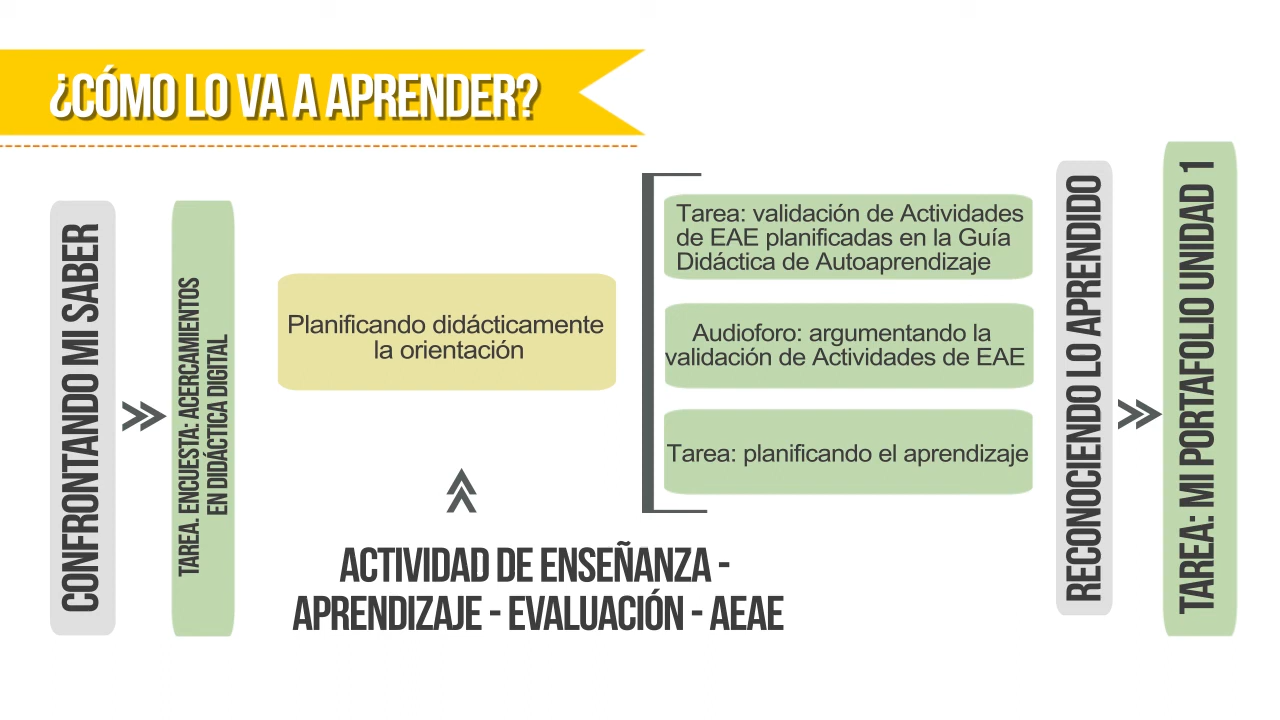 ¿CÓMO LO VA A APRENDER?
CONFRONTANDO MI SABER
TAREA. ENCUESTA: ACERCAMIENTOS
EN DIDÁCTICA DIGITAL
Planificando didácticamente
la orientación
ACTIVIDAD DE ENSEÑANZA -
APRENDIZAJE - EVALUACIÓN - AEAE
Tarea: validación de Actividades
de EAE planificadas en la Guía
Didáctica de Autoaprendizaje
Audioforo: argumentando la
validación de Actividades de EAE
Tarea: planificando el aprendizaje
RECONOCIENDO LO APRENDIDO
TAREA: MI PORTAFOLIO UNIDAD 1